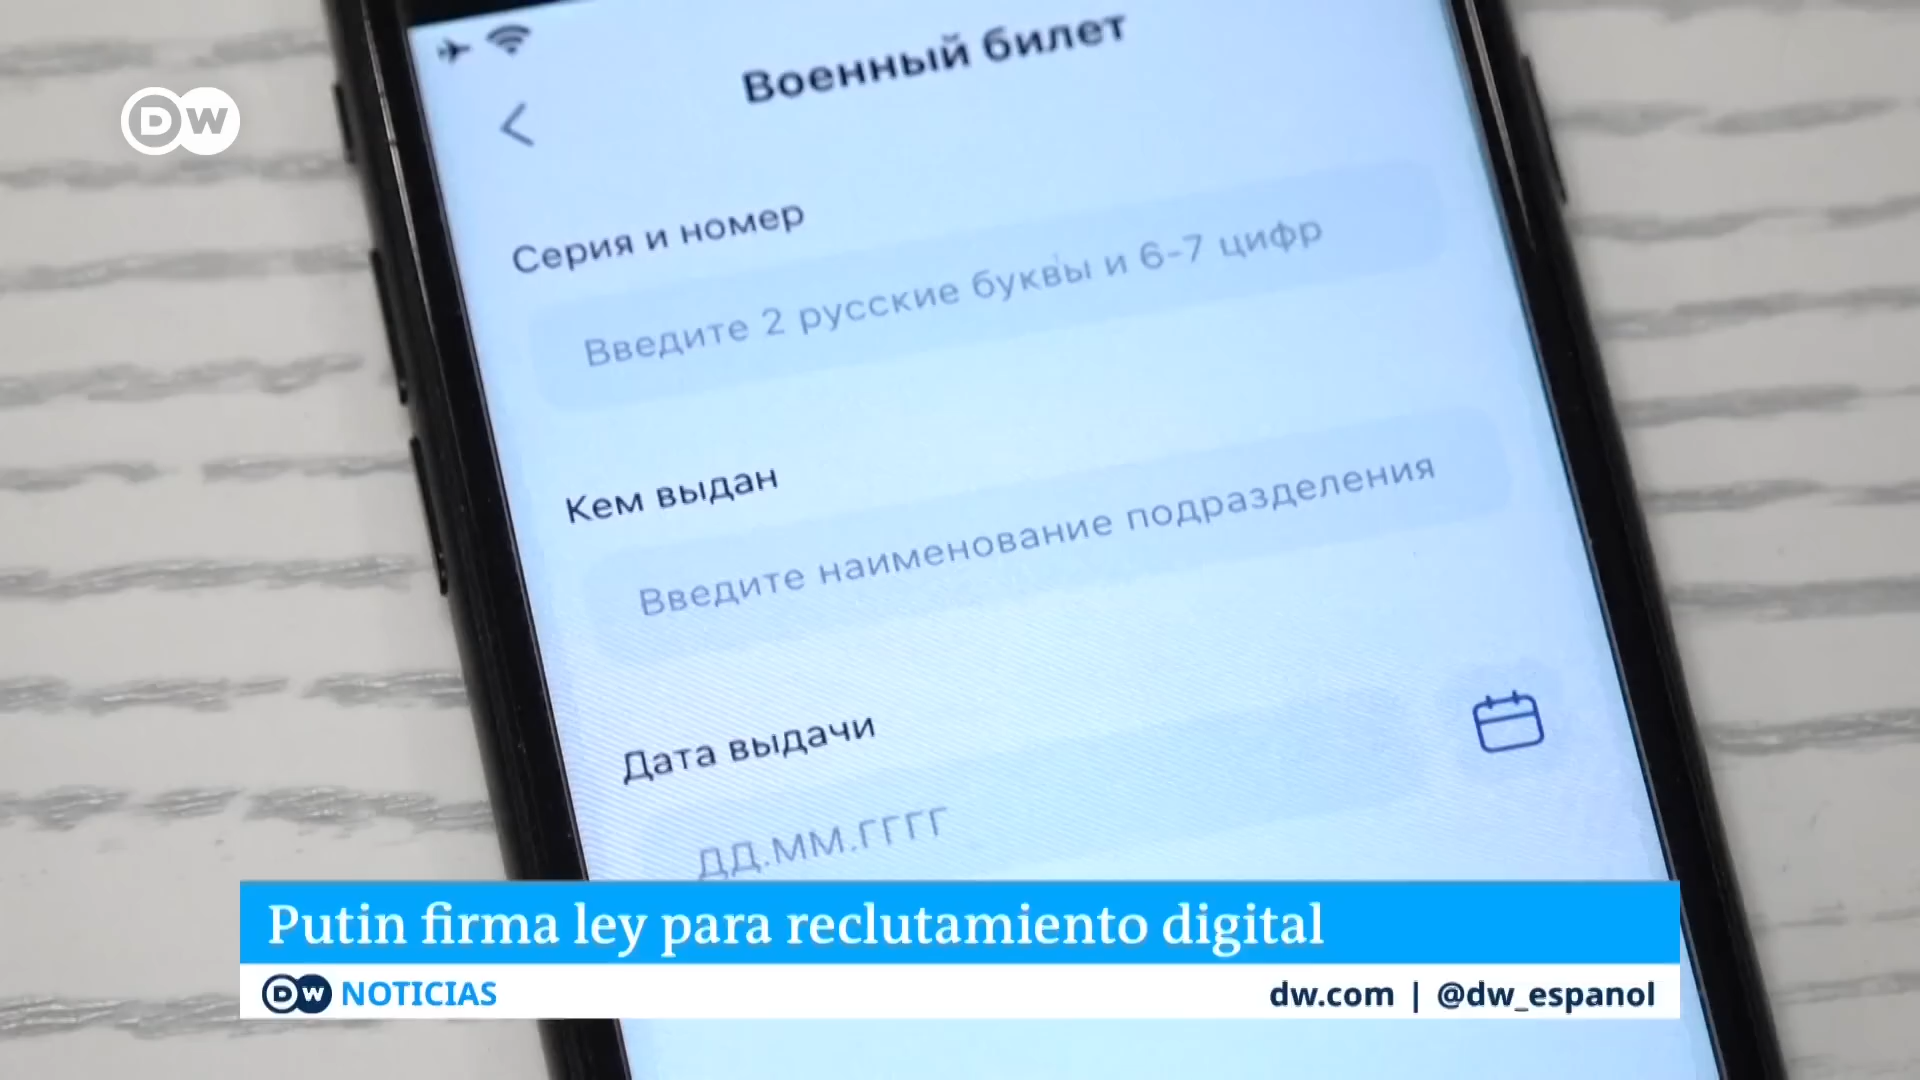 DW
Военный билет
Серия и номер
Введите 2 русские буквы и 6-7 цифр
Кем выдан
Введите наименование подразделения
Дата выдачи
ДД.ММ.ГГГГ
Putin firma ley para reclutamiento digital
DW NOTICIAS
dw.com | @dw_espanol